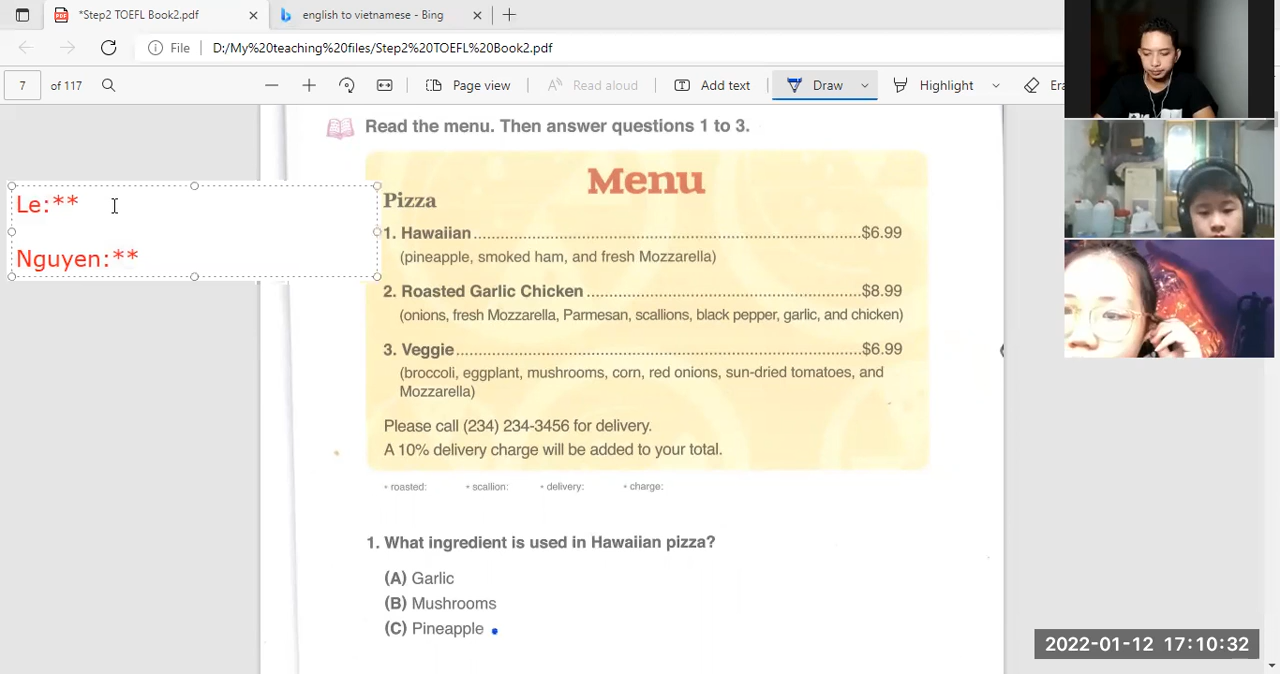 *Step2 TOEFL Book2.pdf
english to vietnamese - Bing
File D:/My%20teaching%20files/Step2%20TOEFL%20Book2.pdf
7 of 117 Page view Read aloud Add text Draw Highlight
Read the menu. Then answer questions 1 to 3.
Le:**
Nguyen:**
Menu
Pizza
1. Hawaiian $6.99
(pineapple, smoked ham, and fresh Mozzarella)
2. Roasted Garlic Chicken $8.99
(onions, fresh Mozzarella, Parmesan, scallions, black pepper, garlic, and chicken)
3. Veggie $6.99
(broccoli, eggplant, mushrooms, corn, red onions, sun-dried tomatoes, and
Mozzarella)
Please call (234) 234-3456 for delivery.
A 10% delivery charge will be added to your total.
• roasted: • scallion: • delivery: • charge:
1. What ingredient is used in Hawaiian pizza?
(A) Garlic
(B) Mushrooms
(C) Pineapple
2022-01-12 17:10:32